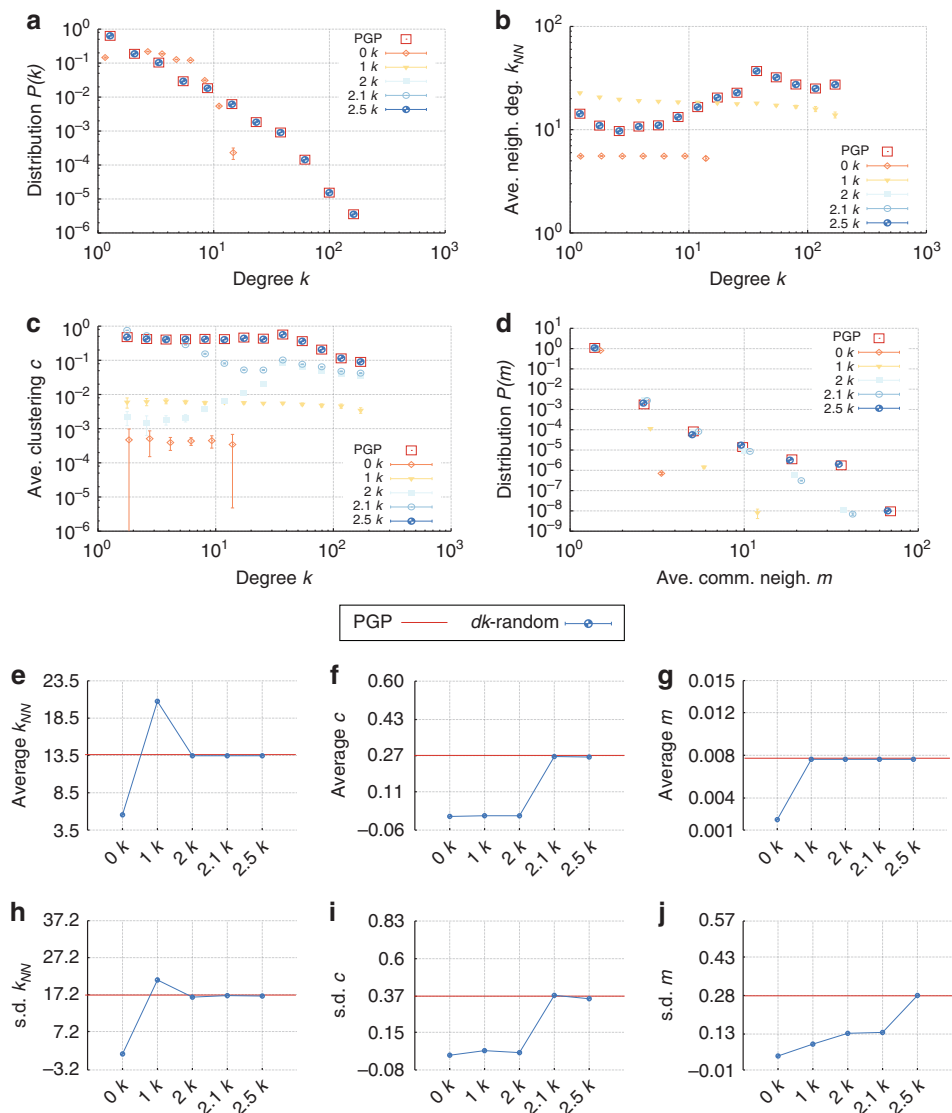 a
10^0
10^-1
10^-2
10^-3
10^-4
10^-5
10^-6
Distribution P(k)
10^0 10^1 10^2 10^3
Degree k
PGP
0 k
1 k
2 k
2.1 k
2.5 k
b
10^2
10^1
10^0
Ave. neigh. deg. k_NN
10^0 10^1 10^2 10^3
Degree k
PGP
0 k
1 k
2 k
2.1 k
2.5 k
c
10^0
10^-1
10^-2
10^-3
10^-4
10^-5
10^-6
Ave. clustering c
10^0 10^1 10^2 10^3
Degree k
PGP
0 k
1 k
2 k
2.1 k
2.5 k
d
10^1
10^0
10^-1
10^-2
10^-3
10^-4
10^-5
10^-6
10^-7
10^-8
10^-9
Distribution P(m)
10^0 10^1 10^2
Ave. comm. neigh. m
PGP
0 k
1 k
2 k
2.1 k
2.5 k
PGP dk-random
e
23.5
18.5
13.5
8.5
3.5
Average k_NN
0 k 1 k 2 k 2.1 k 2.5 k
f
0.60
0.43
0.27
0.11
−0.06
Average c
0 k 1 k 2 k 2.1 k 2.5 k
g
0.015
0.012
0.008
0.004
0.001
Average m
0 k 1 k 2 k 2.1 k 2.5 k
h
37.2
27.2
17.2
7.2
−3.2
s.d. k_NN
0 k 1 k 2 k 2.1 k 2.5 k
i
0.83
0.6
0.37
0.15
−0.08
s.d. c
0 k 1 k 2 k 2.1 k 2.5 k
j
0.57
0.43
0.28
0.13
−0.01
s.d. m
0 k 1 k 2 k 2.1 k 2.5 k